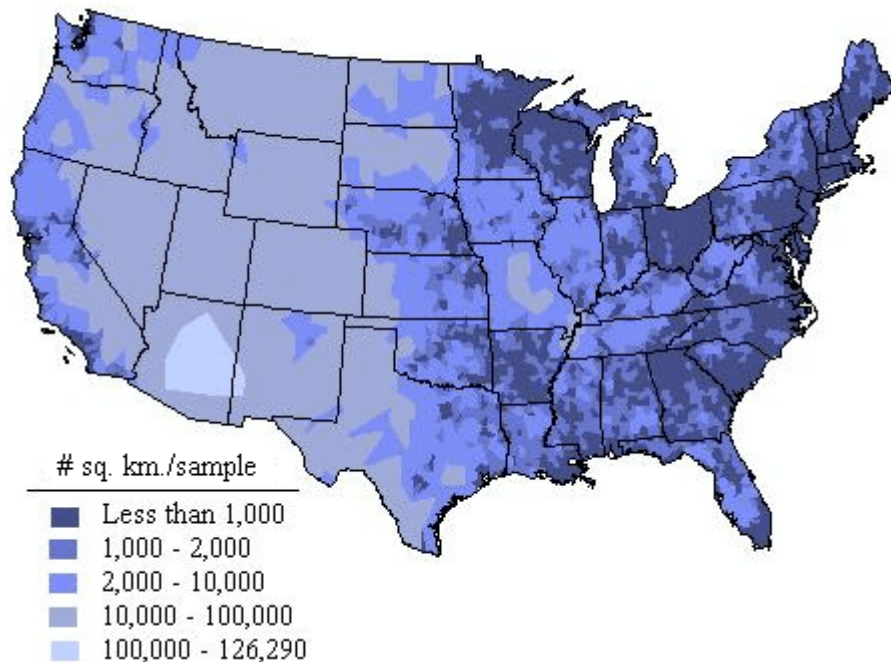 # sq. km./sample
Less than 1,000
1,000 - 2,000
2,000 - 10,000
10,000 - 100,000
100,000 - 126,290